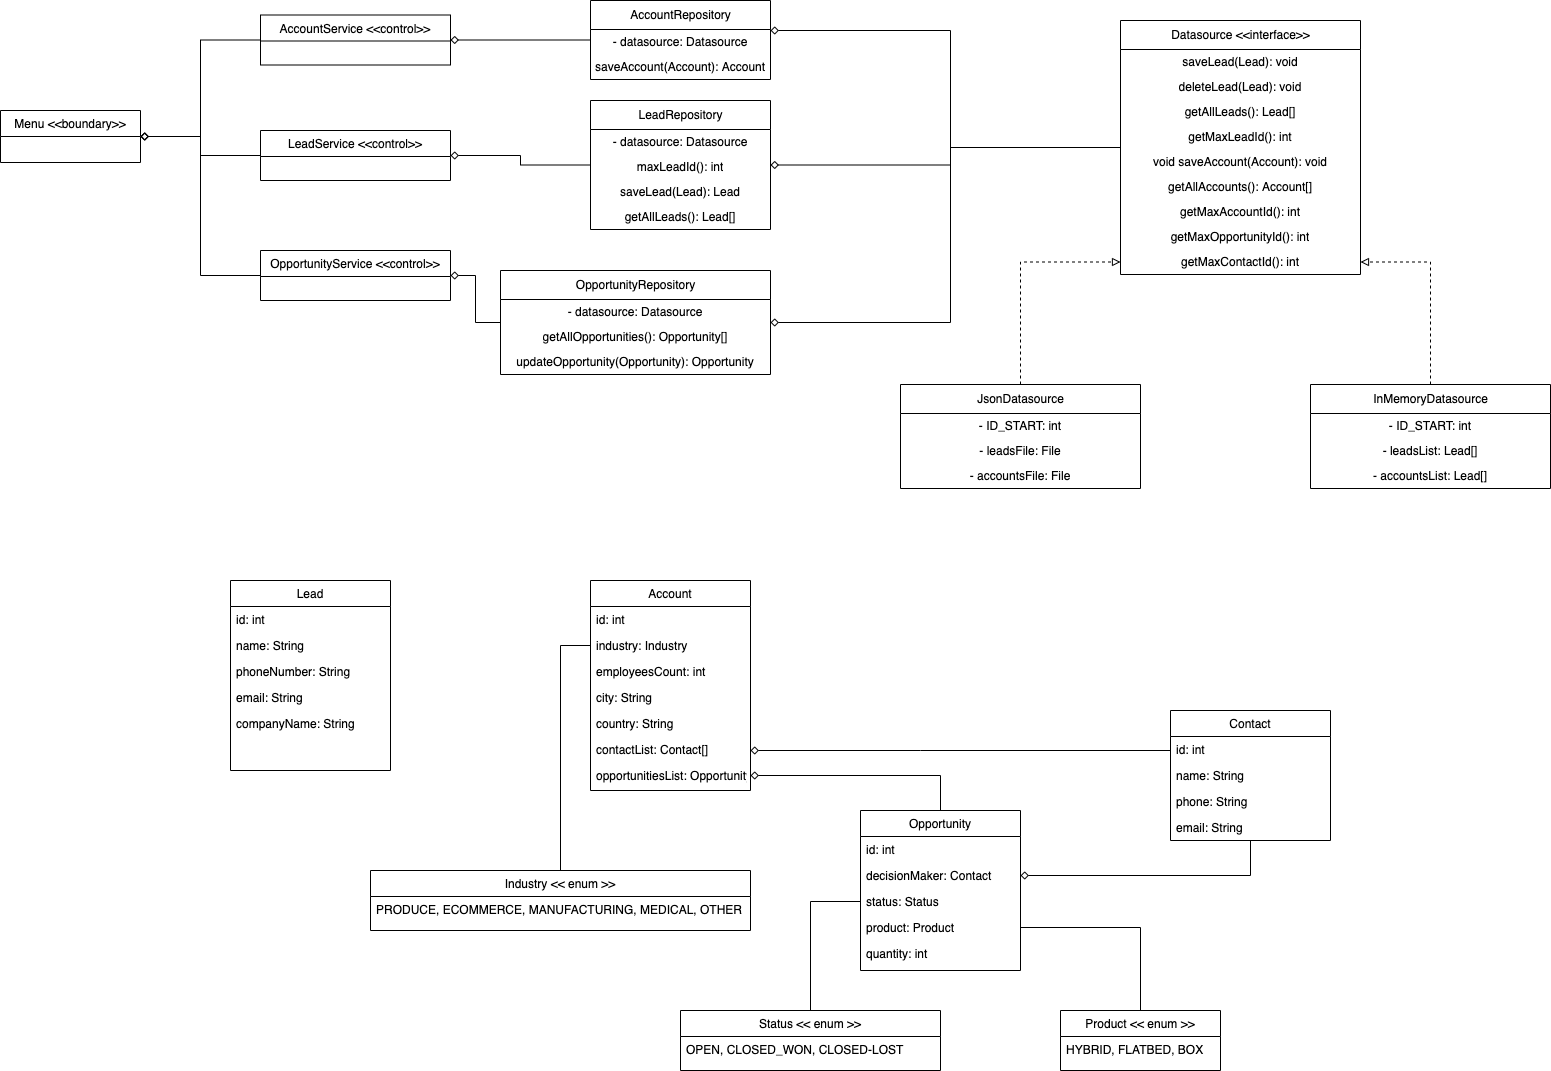 AccountService <<control>>
AccountRepository
- datasource: Datasource
saveAccount(Account): Account
Datasource <<interface>>
saveLead(Lead): void
deleteLead(Lead): void
getAllLeads(): Lead[]
getMaxLeadId(): int
void saveAccount(Account): void
getAllAccounts(): Account[]
getMaxAccountId(): int
getMaxOpportunityId(): int
getMaxContactId(): int
Menu <<boundary>>
LeadService <<control>>
LeadRepository
- datasource: Datasource
maxLeadId(): int
saveLead(Lead): Lead
getAllLeads(): Lead[]
OpportunityService <<control>>
OpportunityRepository
- datasource: Datasource
getAllOpportunities(): Opportunity[]
updateOpportunity(Opportunity): Opportunity
JsonDatasource
- ID_START: int
- leadsFile: File
- accountsFile: File
InMemoryDatasource
- ID_START: int
- leadsList: Lead[]
- accountsList: Lead[]
Lead
id: int
name: String
phoneNumber: String
email: String
companyName: String
Account
id: int
industry: Industry
employeesCount: int
city: String
country: String
contactList: Contact[]
opportunitiesList: Opportunit
Contact
id: int
name: String
phone: String
email: String
Opportunity
id: int
decisionMaker: Contact
status: Status
product: Product
quantity: int
Industry << enum >>
PRODUCE, ECOMMERCE, MANUFACTURING, MEDICAL, OTHER
Status << enum >>
OPEN, CLOSED_WON, CLOSED-LOST
Product << enum >>
HYBRID, FLATBED, BOX